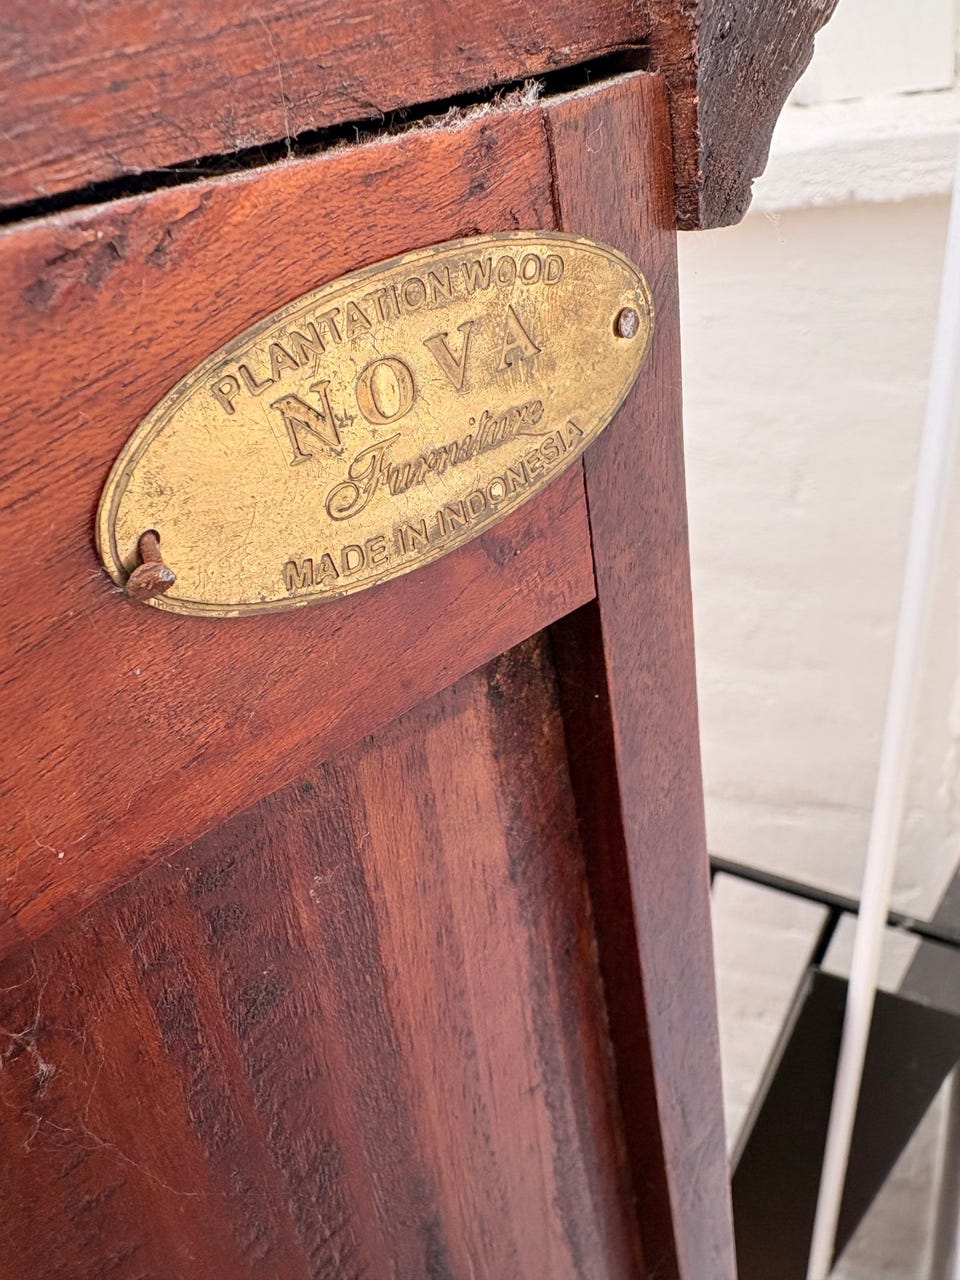 PLANTATION WOOD
NOVA
Furniture
MADE IN INDONESIA